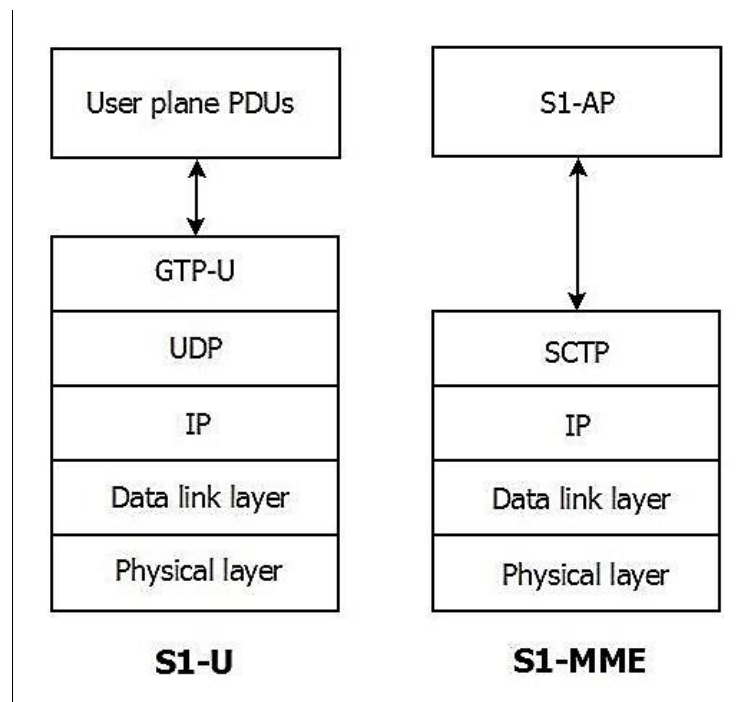 User plane PDUs
GTP-U
UDP
IP
Data link layer
Physical layer
S1-U
S1-AP
SCTP
IP
Data link layer
Physical layer
S1-MME